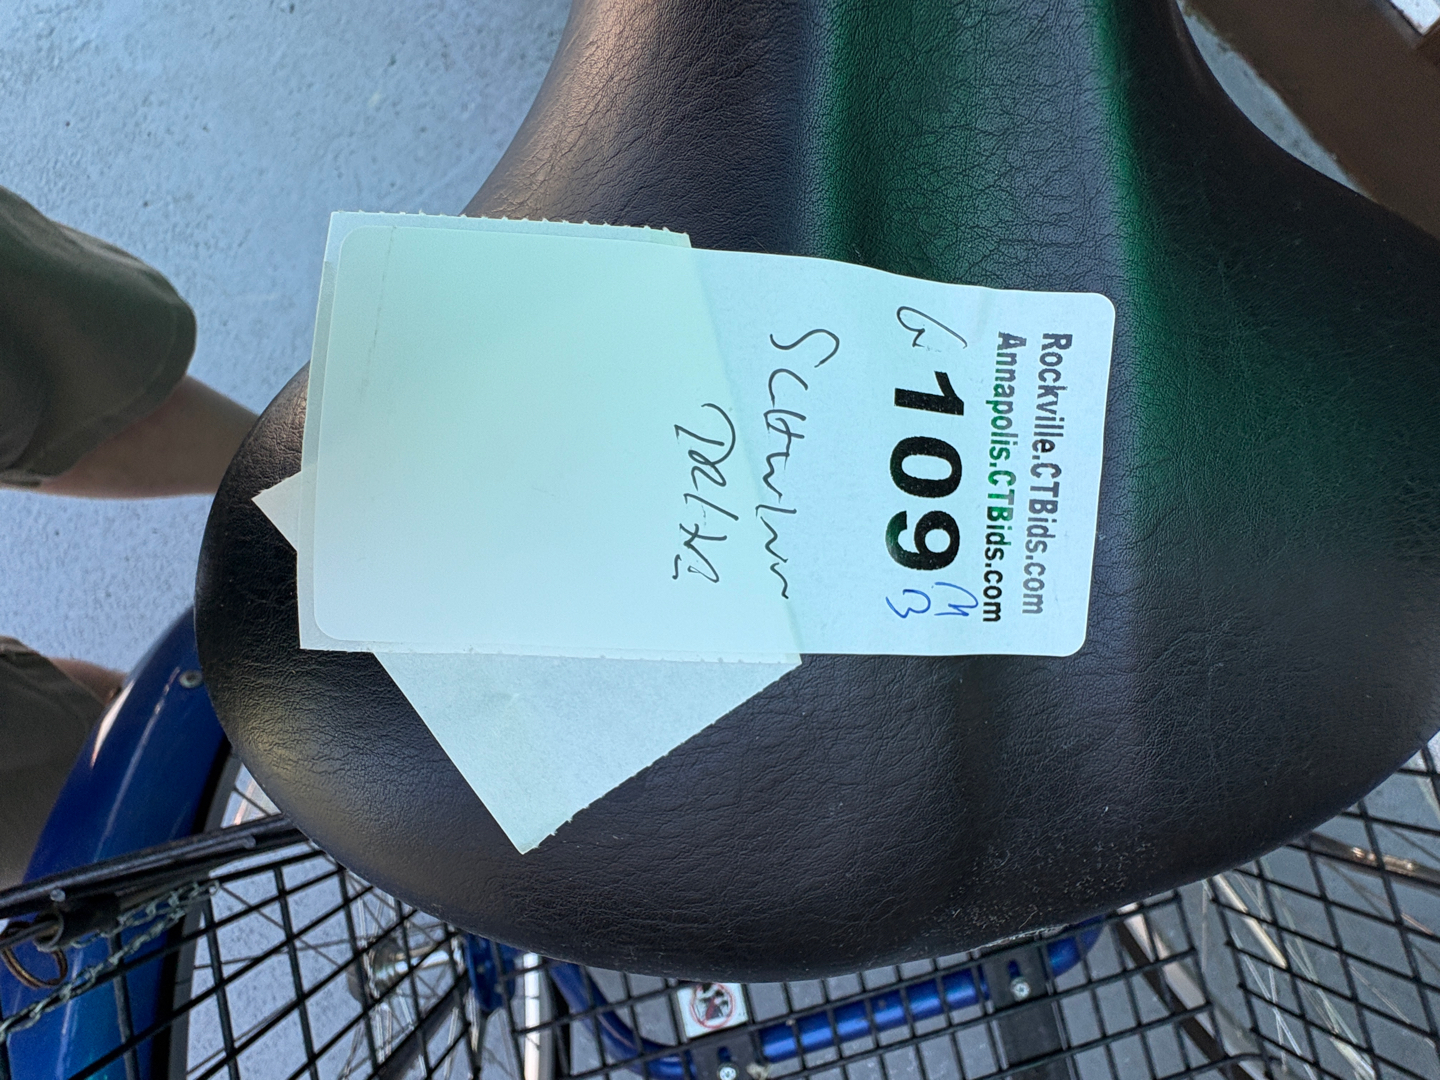 Rockville.CTBids.com
Annapolis.CTBids.com
109
Schwinn
Delta